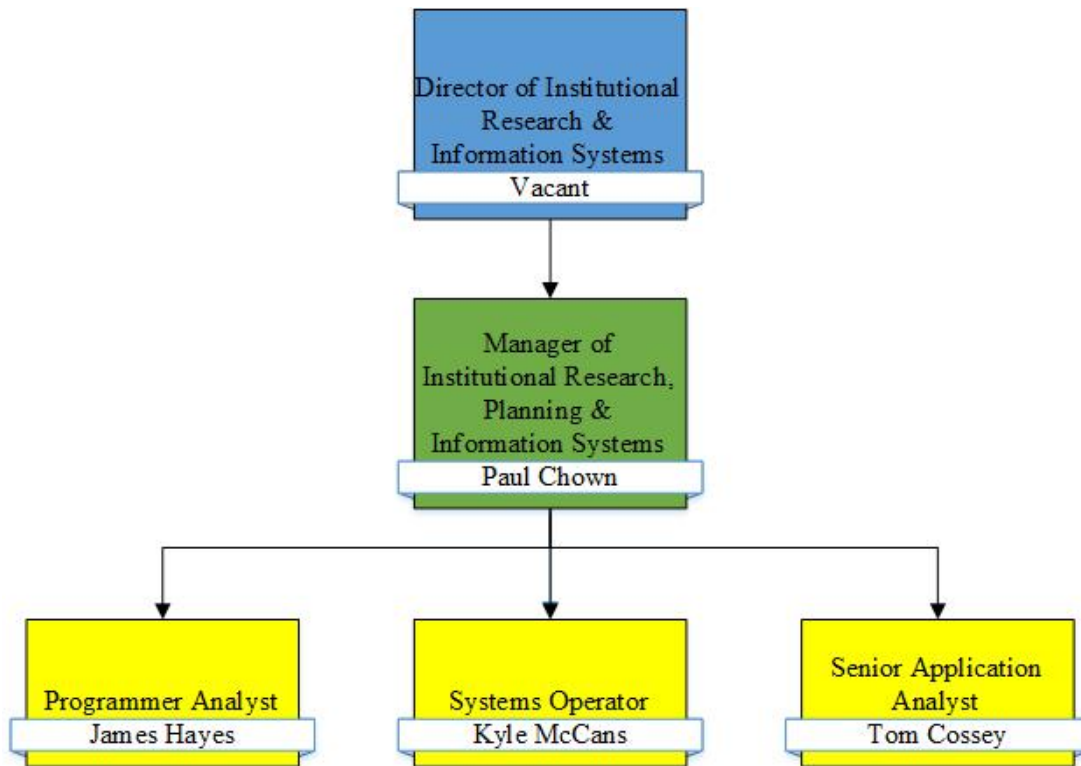 Director of Institutional
Research &
Information Systems
Vacant
Manager of
Institutional Research,
Planning &
Information Systems
Paul Chown
Programmer Analyst
James Hayes
Systems Operator
Kyle McCans
Senior Application
Analyst
Tom Cossey